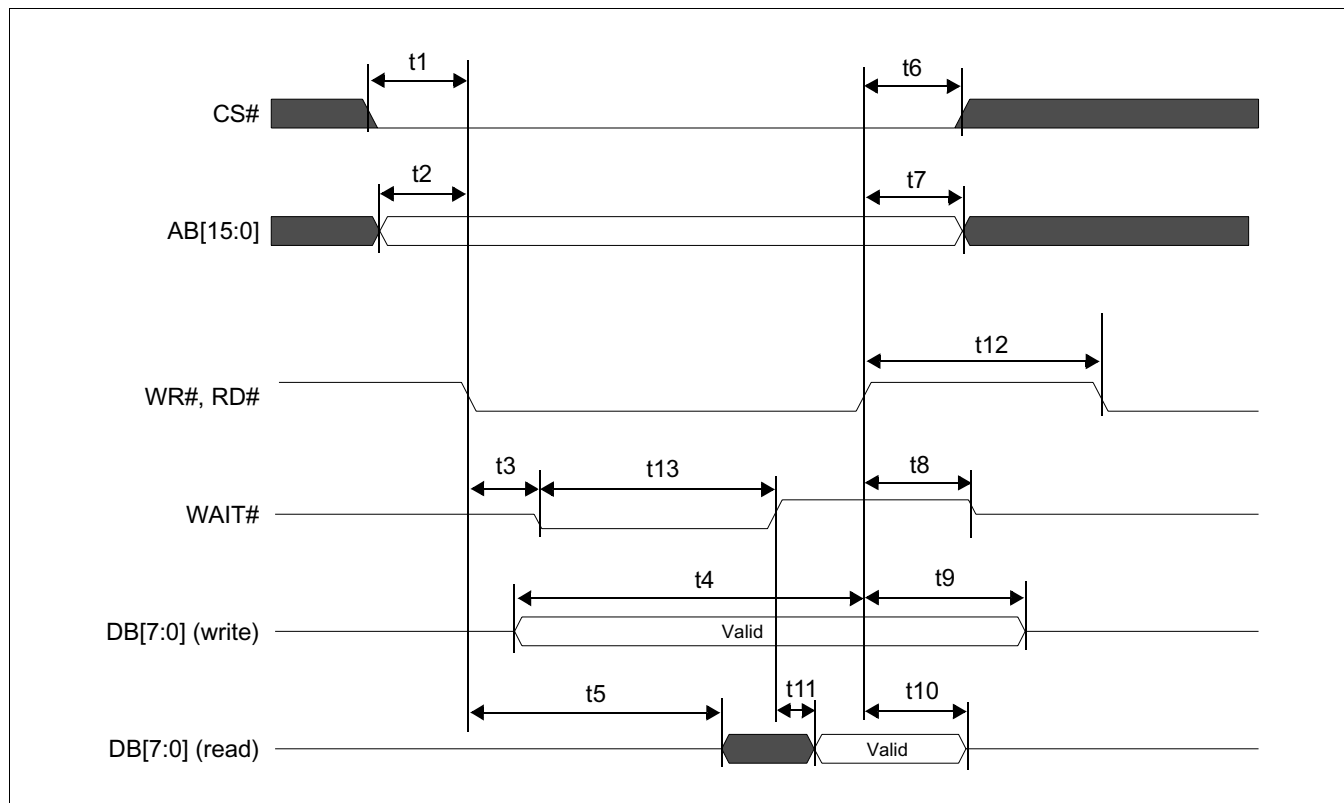 t1
t6
CS#
t2
t7
AB[15:0]
t12
WR#, RD#
t3
t13
t8
WAIT#
t4
t9
DB[7:0] (write)
Valid
t5
t11
t10
DB[7:0] (read)
Valid